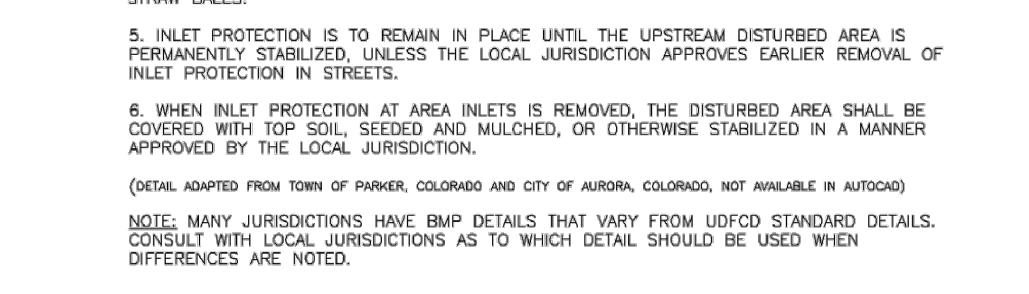 5. INLET PROTECTION IS TO REMAIN IN PLACE UNTIL THE UPSTREAM DISTURBED AREA IS
PERMANENTLY STABILIZED, UNLESS THE LOCAL JURISDICTION APPROVES EARLIER REMOVAL OF
INLET PROTECTION IN STREETS.
6. WHEN INLET PROTECTION AT AREA INLETS IS REMOVED, THE DISTURBED AREA SHALL BE
COVERED WITH TOP SOIL, SEEDED AND MULCHED, OR OTHERWISE STABILIZED IN A MANNER
APPROVED BY THE LOCAL JURISDICTION.
(DETAIL ADAPTED FROM TOWN OF PARKER, COLORADO AND CITY OF AURORA, COLORADO, NOT AVAILABLE IN AUTOCAD)
NOTE: MANY JURISDICTIONS HAVE BMP DETAILS THAT VARY FROM UDFCD STANDARD DETAILS.
CONSULT WITH LOCAL JURISDICTIONS AS TO WHICH DETAIL SHOULD BE USED WHEN
DIFFERENCES ARE NOTED.